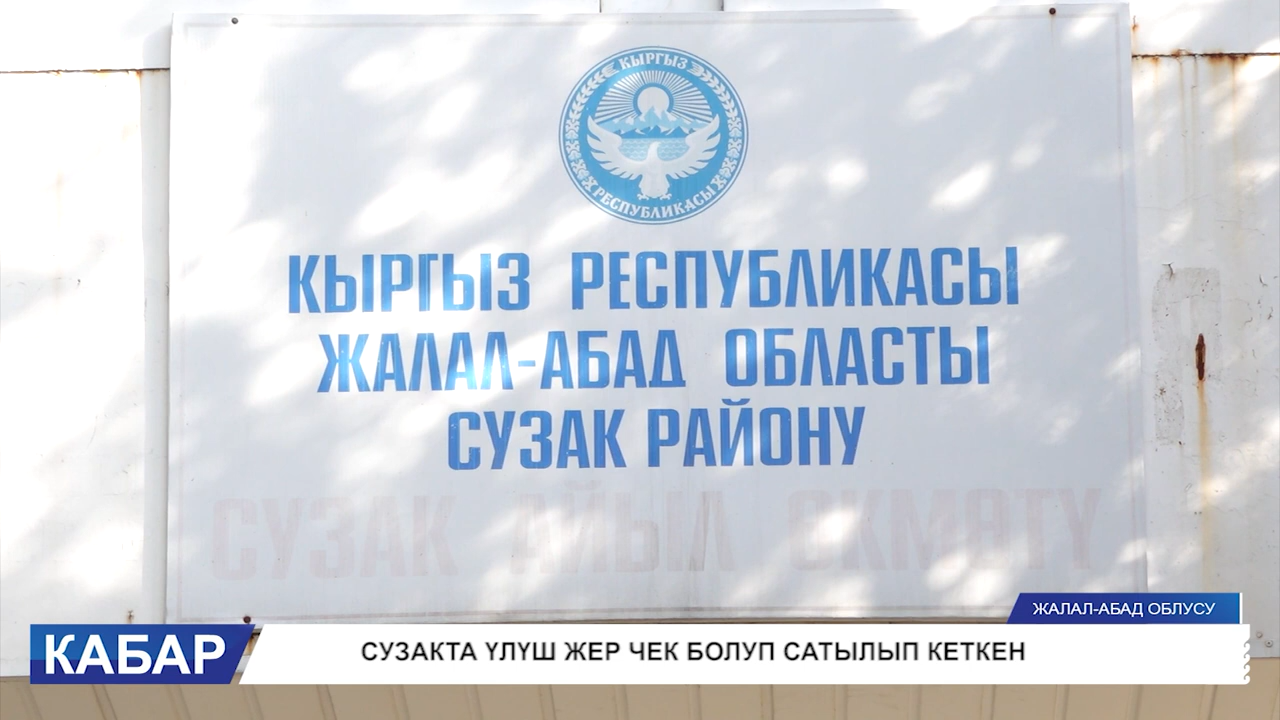 КЫРГЫЗ
РЕСПУБЛИКАСЫ
КЫРГЫЗ РЕСПУБЛИКАСЫ
ЖАЛАЛ-АБАД ОБЛАСТЫ
СУЗАК РАЙОНУ
СУЗАК АЙЫЛ ӨКМӨТҮ
ЖАЛАЛ-АБАД ОБЛУСУ
КАБАР
СУЗАКТА ҮЛҮШ ЖЕР ЧЕК БОЛУП САТЫЛЫП КЕТКЕН